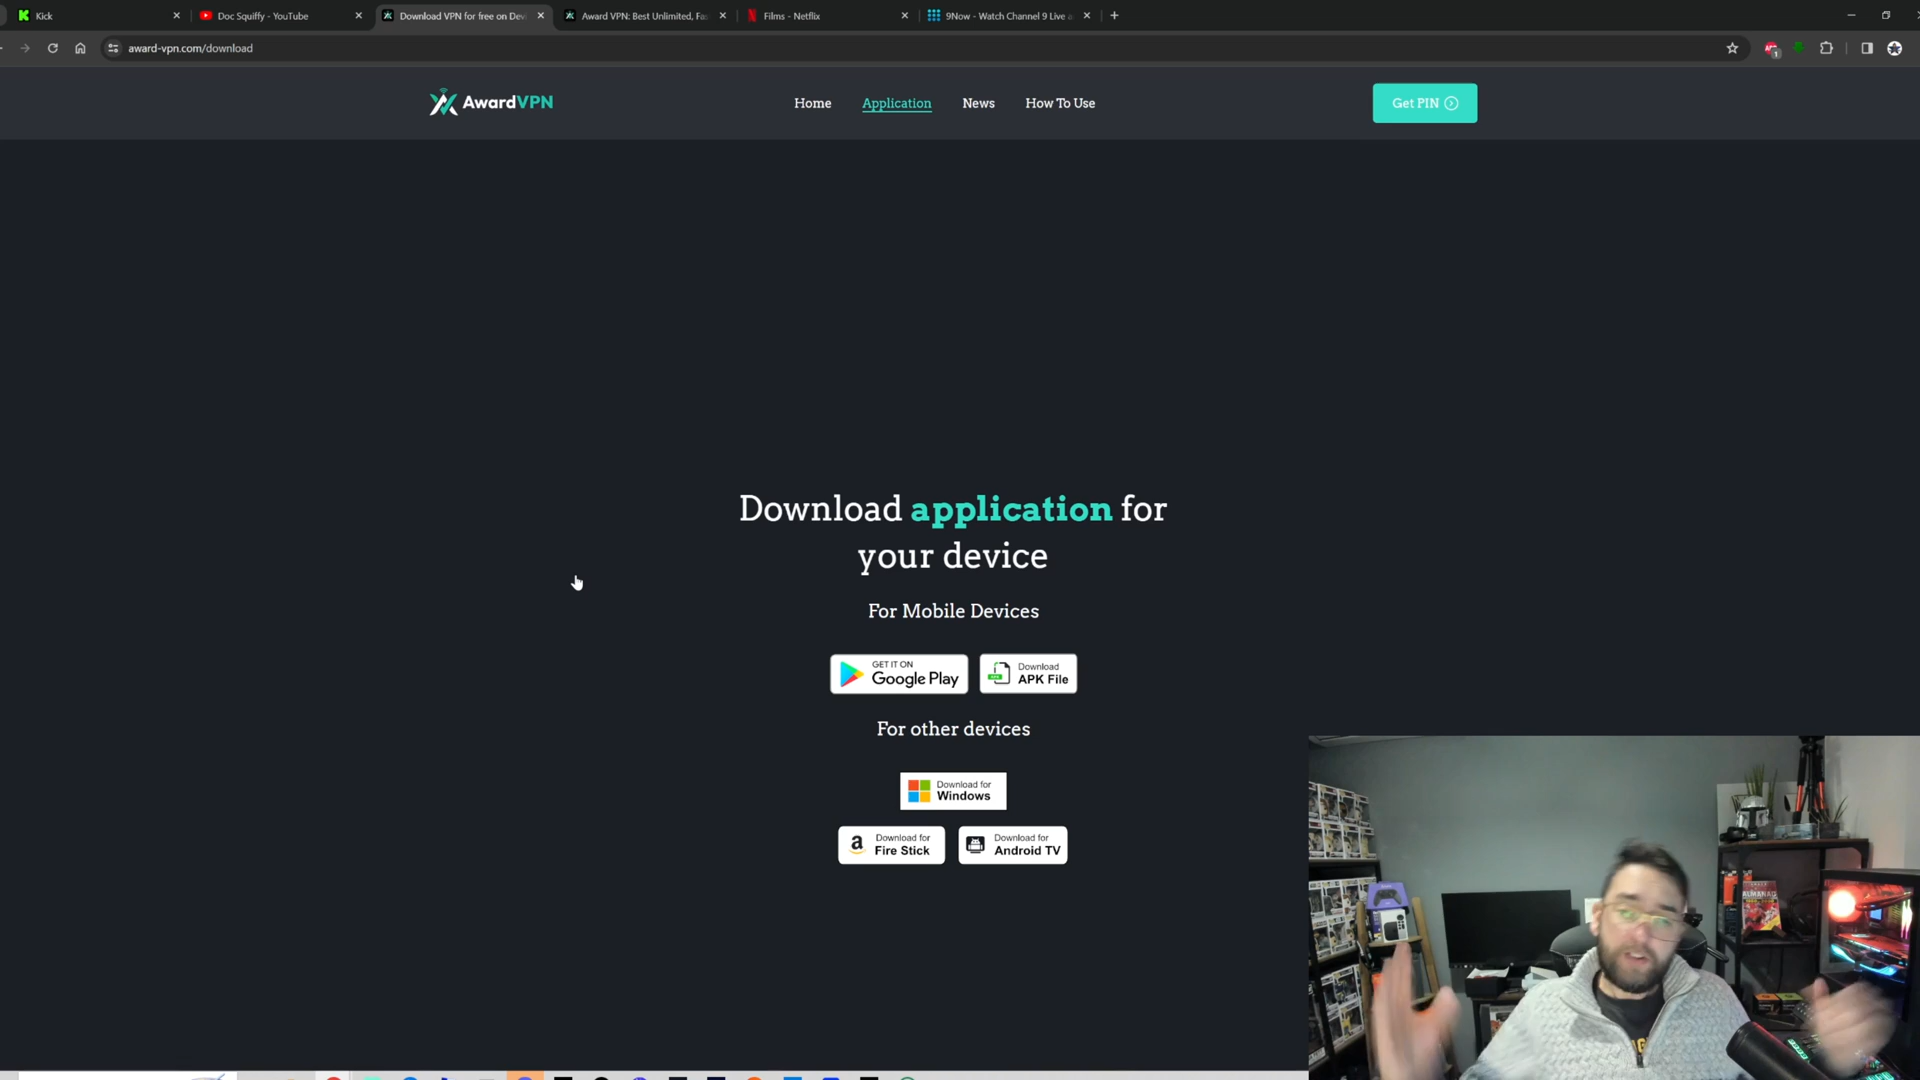 Kick
Doc Squiffy - YouTube
Download VPN for free on Dev
Award VPN: Best Unlimited, Fa
Films - Netflix
9Now - Watch Channel 9 Live a
award-vpn.com/download
AwardVPN
Home
Application
News
How To Use
Get PIN
Download application for
your device
For Mobile Devices
GET IT ON
Google Play
Download
APK File
For other devices
Download for
Windows
Download for
Fire Stick
Download for
Android TV
ALMANAC